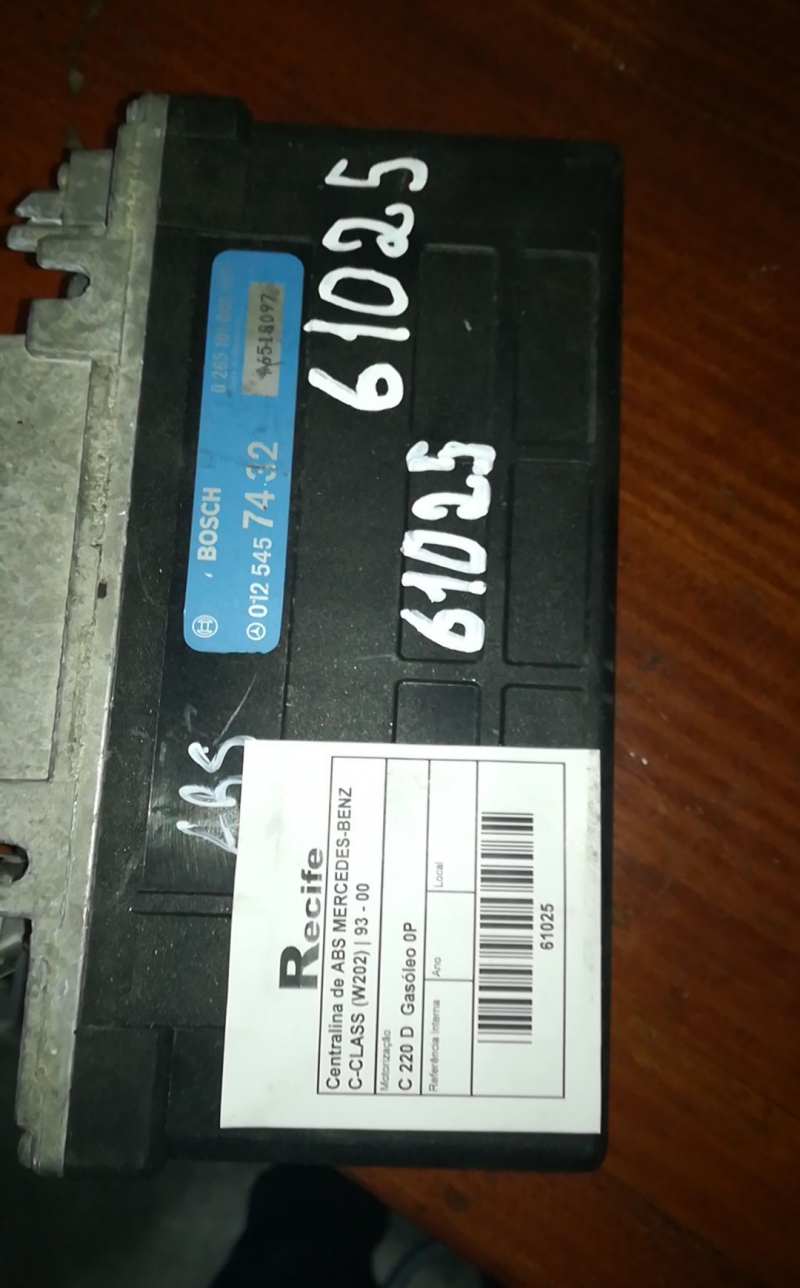 BOSCH
012 545 74 32
61025
61025
ABS
Recife
Centralina de ABS MERCEDES-BENZ
C-CLASS (W202) | 93 - 00
Motorização
C 220 D Gasóleo 0P
Referência Interna Ano Local
61025